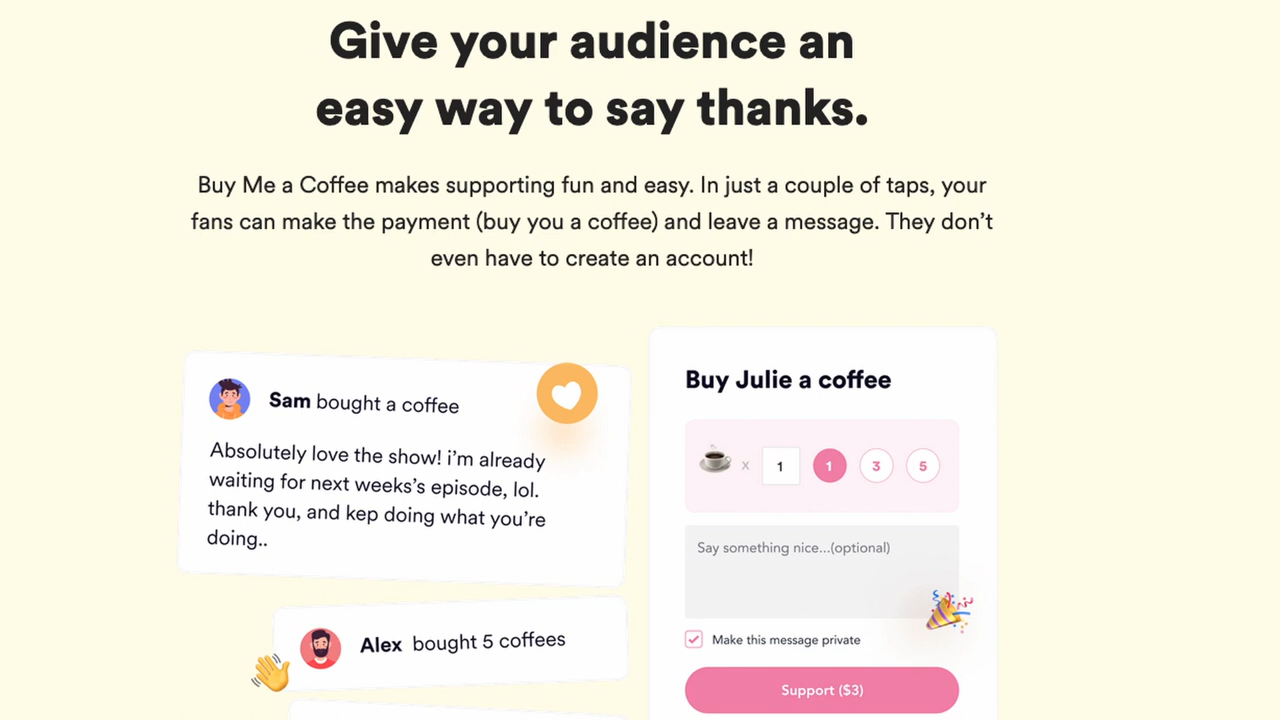 Give your audience an
easy way to say thanks.
Buy Me a Coffee makes supporting fun and easy. In just a couple of taps, your
fans can make the payment (buy you a coffee) and leave a message. They don’t
even have to create an account!
Sam bought a coffee
Absolutely love the show! i’m already
waiting for next weeks’s episode, lol.
thank you, and kep doing what you’re
doing..
Alex bought 5 coffees
Buy Julie a coffee
x 1 1 3 5
Say something nice...(optional)
Make this message private
Support ($3)